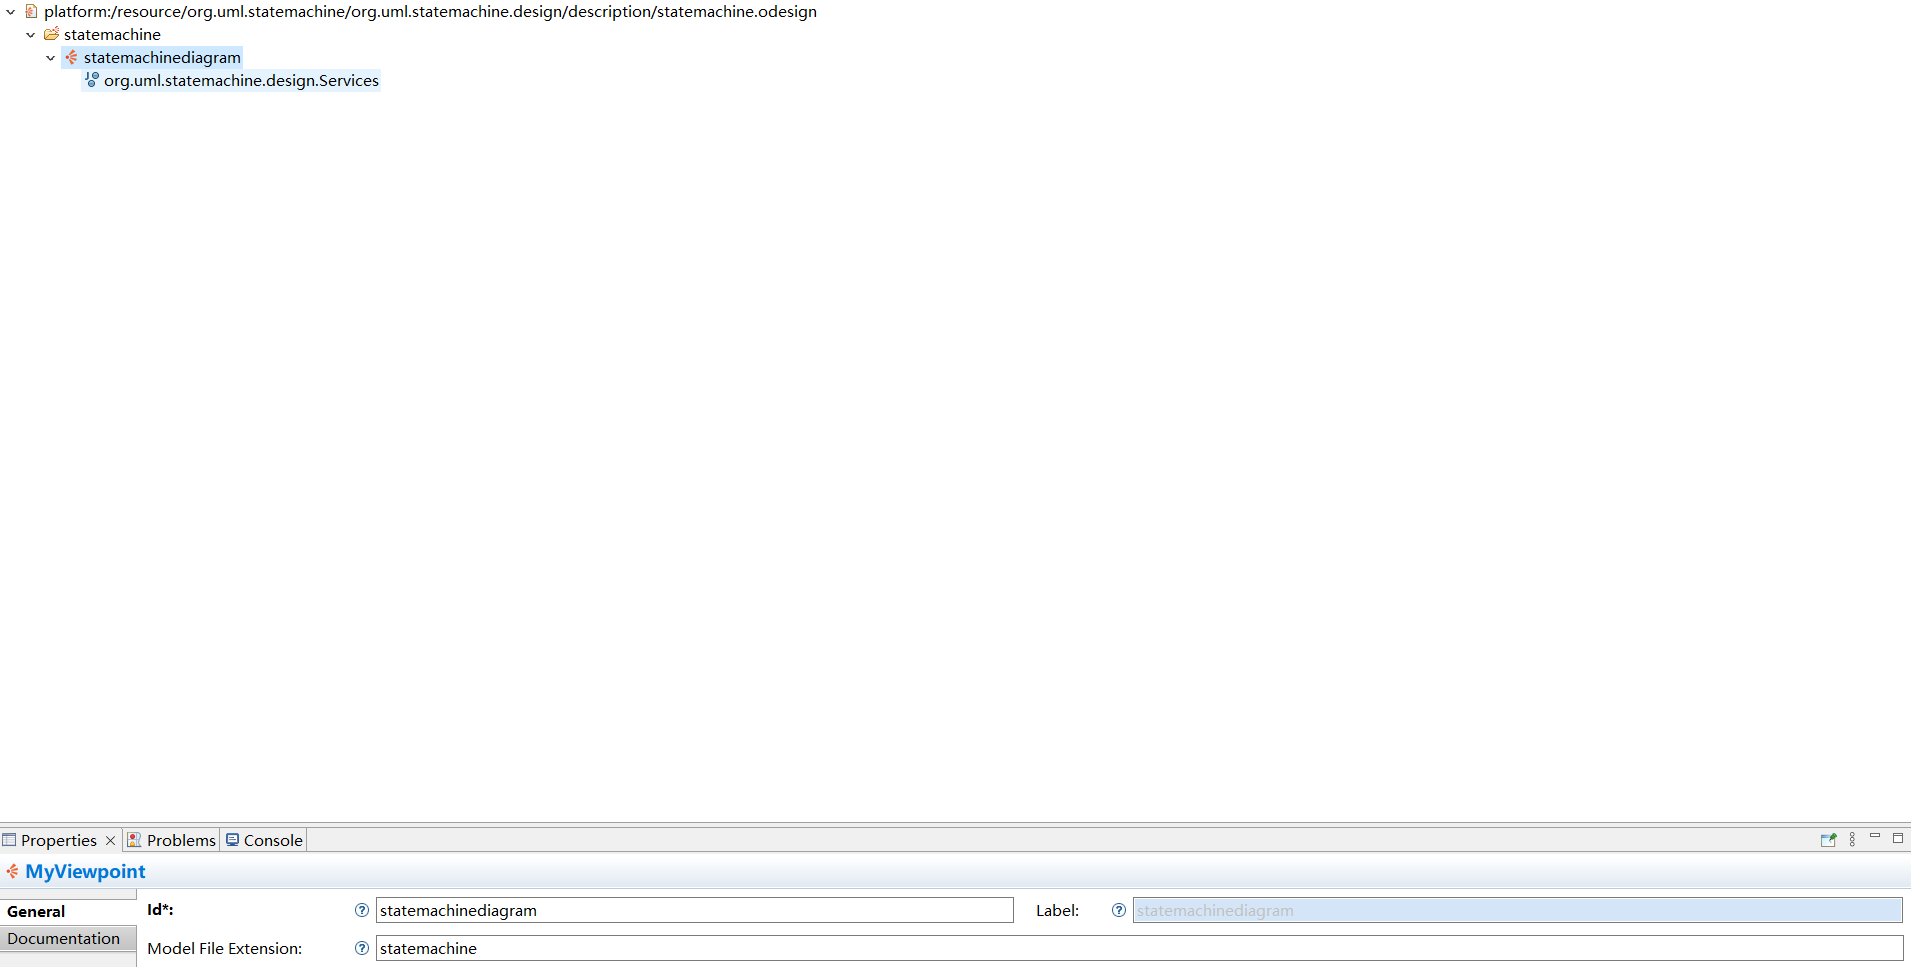 platform:/resource/org.uml.statemachine/org.uml.statemachine.design/description/statemachine.odesign
statemachine
statemachinediagram
org.uml.statemachine.design.Services
Properties Problems Console
MyViewpoint
General Id*: ? statemachinediagram Label: ? statemachinediagram
Documentation Model File Extension: ? statemachine